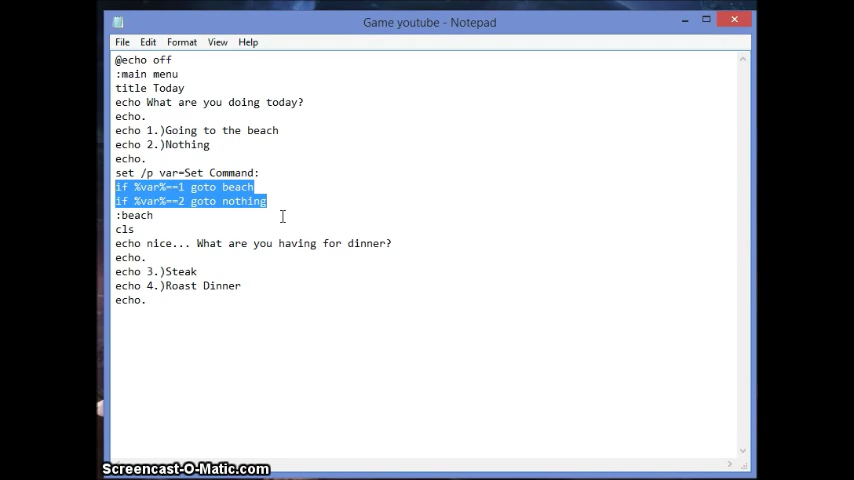 Game youtube - Notepad
File Edit Format View Help
@echo off
:main menu
title Today
echo What are you doing today?
echo.
echo 1.)Going to the beach
echo 2.)Nothing
echo.
set /p var=Set Command:
if %var%==1 goto beach
if %var%==2 goto nothing
:beach
cls
echo nice... What are you having for dinner?
echo.
echo 3.)Steak
echo 4.)Roast Dinner
echo.
Screencast-O-Matic.com